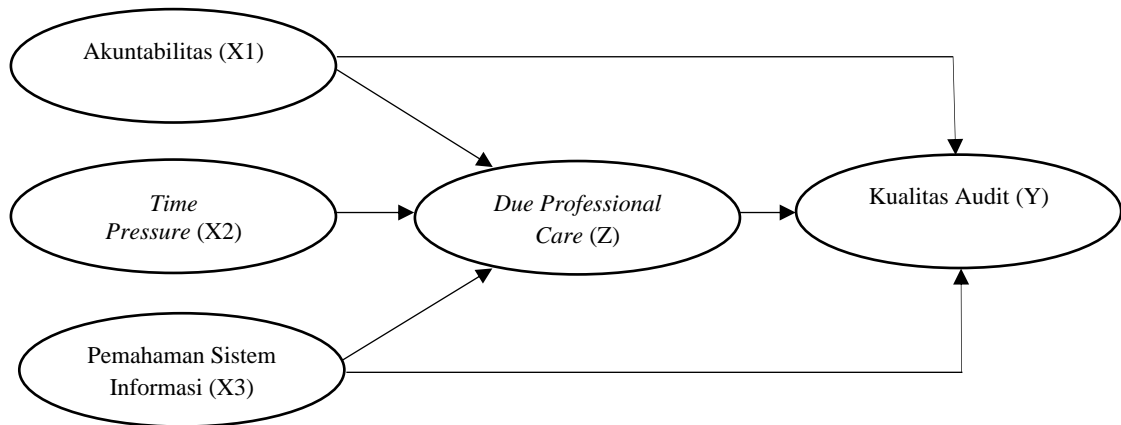 Akuntabilitas (X1)
Time
Pressure (X2)
Due Professional
Care (Z)
Kualitas Audit (Y)
Pemahaman Sistem
Informasi (X3)